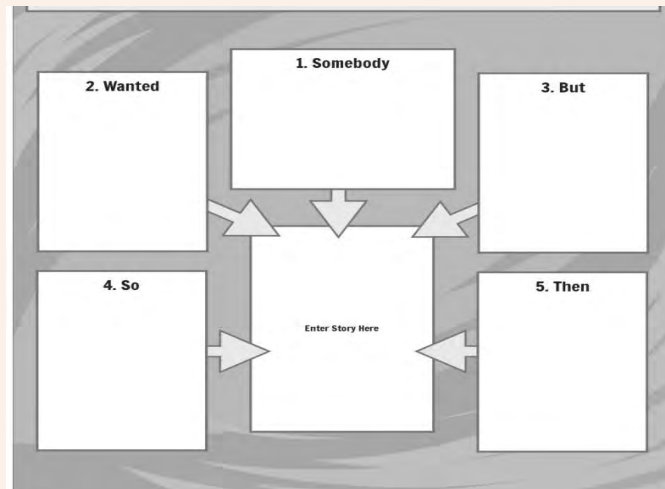 1. Somebody
2. Wanted
3. But
4. So
Enter Story Here
5. Then